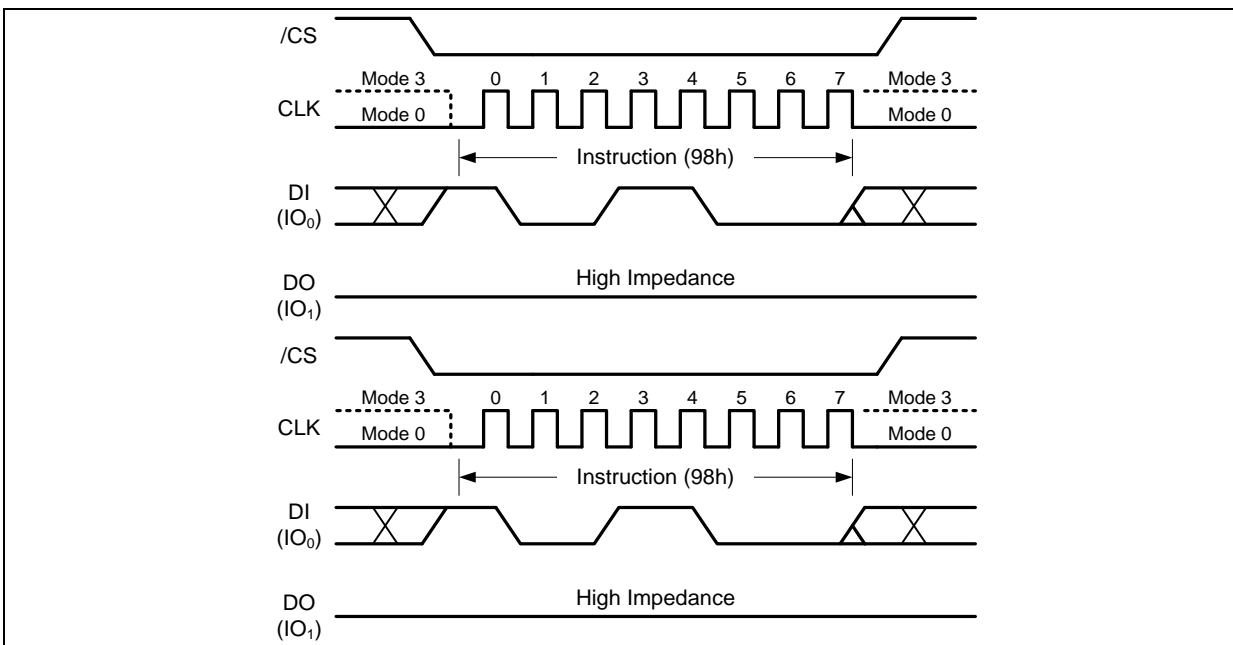 /CS
Mode 3 0 1 2 3 4 5 6 7 Mode 3
CLK
Mode 0 Mode 0
Instruction (98h)
DI
(IO₀)
High Impedance
DO
(IO₁)
/CS
Mode 3 0 1 2 3 4 5 6 7 Mode 3
CLK
Mode 0 Mode 0
Instruction (98h)
DI
(IO₀)
High Impedance
DO
(IO₁)